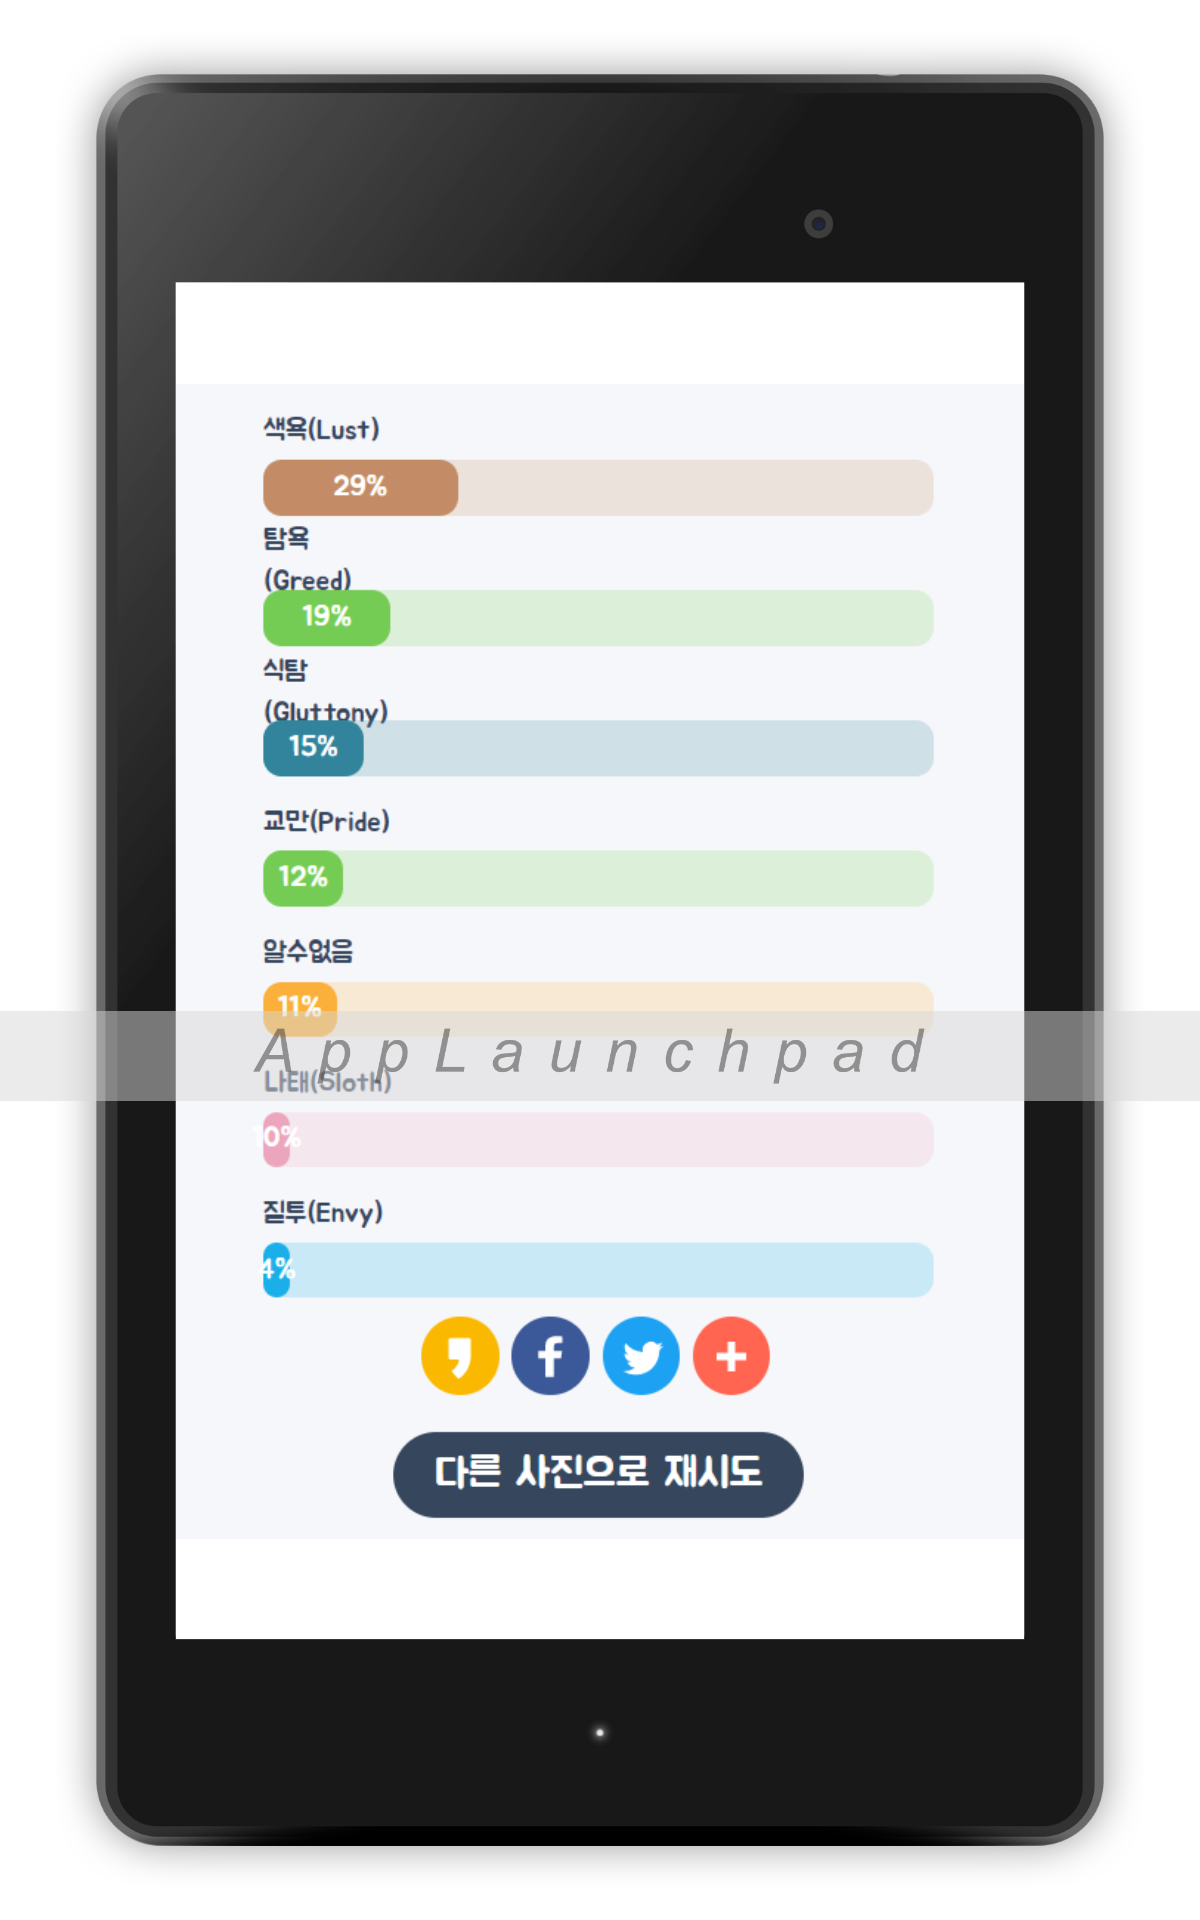 색욕(Lust)
29%
탐욕
(Greed)
19%
식탐
(Gluttony)
15%
교만(Pride)
12%
알수없음
11%
AppLaunchpad
나태(Sloth)
질투(Envy)
4%
다른 사진으로 재시도